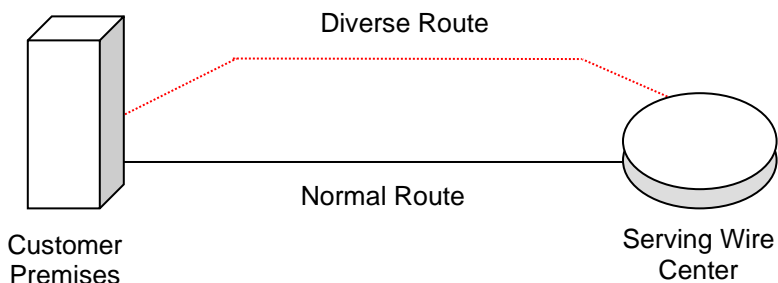 Diverse Route
Normal Route
Customer
Premises
Serving Wire
Center